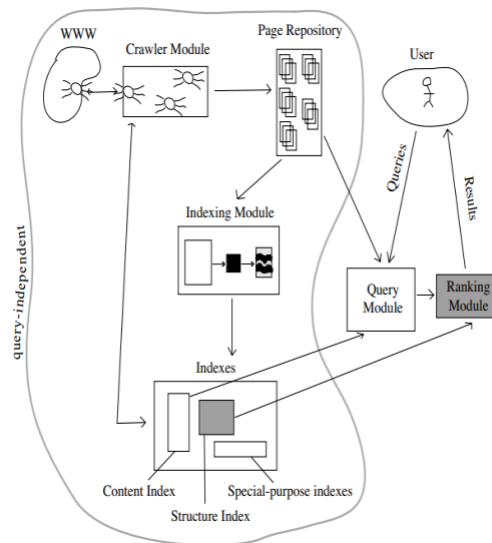 WWW
Crawler Module
Page Repository
User
Queries
Results
query-independent
Indexing Module
Query
Module
Ranking
Module
Indexes
Content Index
Structure Index
Special-purpose indexes